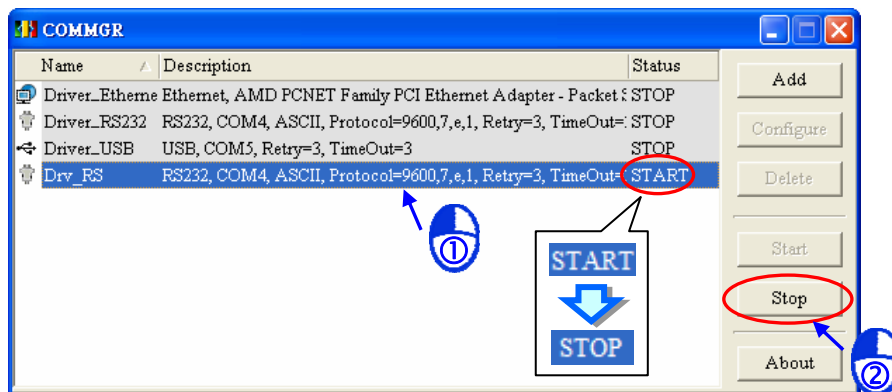 COMMGR
Name Description Status
Driver_Etherne Ethernet, AMD PCNET Family PCI Ethernet Adapter - Packet S STOP
Driver_RS232 RS232, COM4, ASCII, Protocol=9600,7,e,1, Retry=3, TimeOut=: STOP
Driver_USB USB, COM5, Retry=3, TimeOut=3 STOP
Drv_RS RS232, COM4, ASCII, Protocol=9600,7,e,1, Retry=3, TimeOut= START
Add
Configure
Delete
Start
Stop
About
①
START
STOP
②